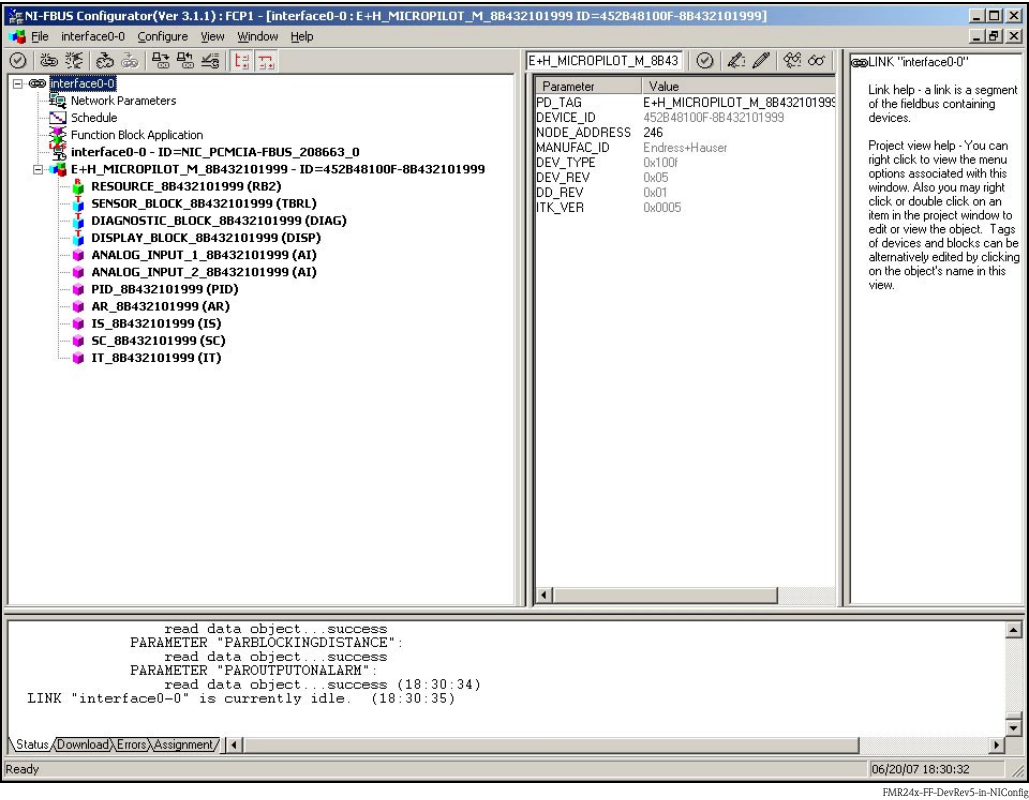 NI-FBUS Configurator(Ver 3.1.1) : FCP1 - [interface0-0 : E+H_MICROPILOT_M_8B432101999 ID=452B48100F-8B432101999]
File interface0-0 Configure View Window Help
E+H_MICROPILOT_M_8B43
interface0-0
Network Parameters
Schedule
Function Block Application
interface0-0 - ID=NIC_PCMCIA-FBUS_208663_0
E+H_MICROPILOT_M_8B432101999 - ID=452B48100F-8B432101999
RESOURCE_8B432101999 (RB2)
SENSOR_BLOCK_8B432101999 (TBRL)
DIAGNOSTIC_BLOCK_8B432101999 (DIAG)
DISPLAY_BLOCK_8B432101999 (DISP)
ANALOG_INPUT_1_8B432101999 (AI)
ANALOG_INPUT_2_8B432101999 (AI)
PID_8B432101999 (PID)
AR_8B432101999 (AR)
IS_8B432101999 (IS)
SC_8B432101999 (SC)
IT_8B432101999 (IT)
Parameter Value
PD_TAG E+H_MICROPILOT_M_8B432101999
DEVICE_ID 452B48100F-8B432101999
NODE_ADDRESS 246
MANUFAC_ID Endress+Hauser
DEV_TYPE 0x100f
DEV_REV 0x05
DD_REV 0x01
ITK_VER 0x0005
LINK "interface0-0"
Link help - a link is a segment
of the fieldbus containing
devices.
Project view help - You can
right click to view the menu
options associated with this
window. Also you may right
click or double click on an
item in the project window to
edit or view the object. Tags
of devices and blocks can be
alternatively edited by clicking
on the object's name in this
view.
read data object...success
PARAMETER "PARBLOCKINGDISTANCE":
read data object...success
PARAMETER "PAROUTPUTONALARM":
read data object...success (18:30:34)
LINK "interface0-0" is currently idle. (18:30:35)
Status Download Errors Assignment
Ready 06/20/07 18:30:32
FMR24x-FF-DevRev5-in-NIConfig